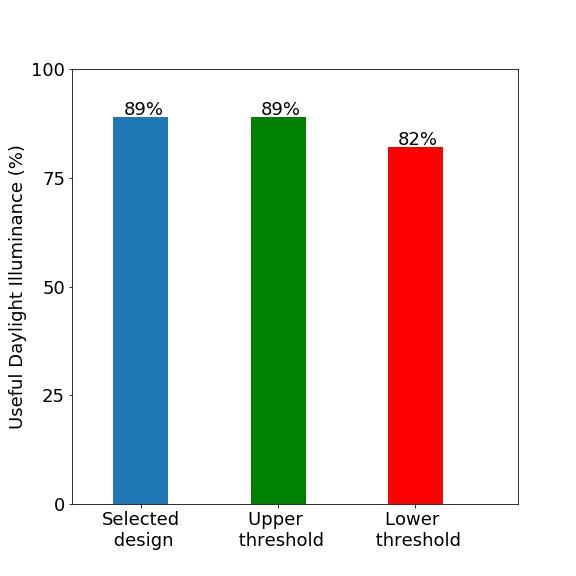 100
75
50
25
0
Useful Daylight Illuminance (%)
89%
89%
82%
Selected
design
Upper
threshold
Lower
threshold